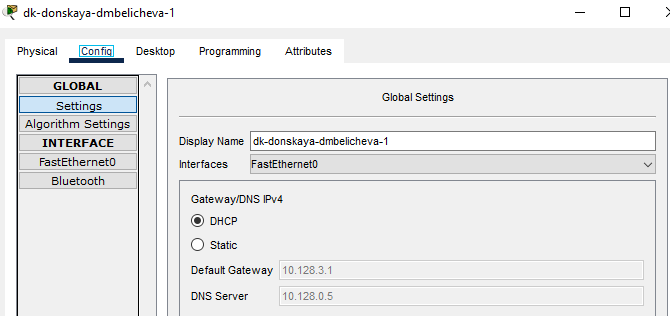 dk-donskaya-dmbelicheva-1
Physical Config Desktop Programming Attributes
GLOBAL
Settings
Algorithm Settings
INTERFACE
FastEthernet0
Bluetooth
Global Settings
Display Name dk-donskaya-dmbelicheva-1
Interfaces FastEthernet0
Gateway/DNS IPv4
DHCP
Static
Default Gateway 10.128.3.1
DNS Server 10.128.0.5